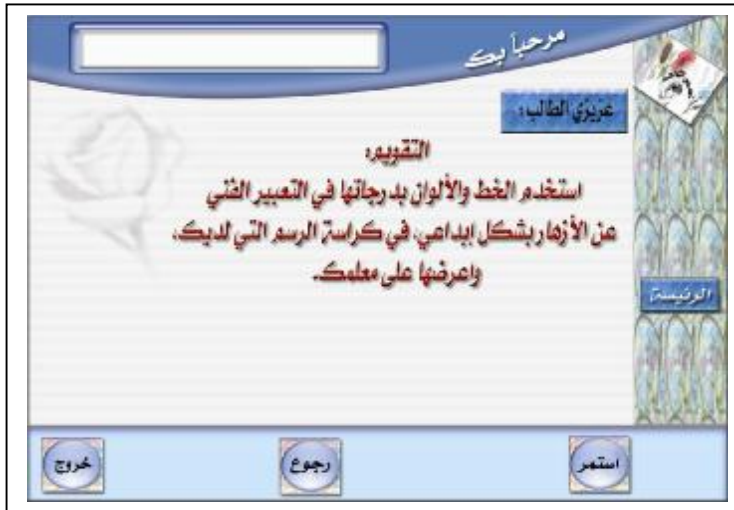 مرحباً بك
عزيزي الطالب:
التقويم:
استخدم الخط والألوان بدرجاتها في التعبير الفني
عن الأزهار بشكل إبداعي، في كراسة الرسم التي لديك،
واعرضها على معلمك.
الرئيسة
استمر
رجوع
خروج